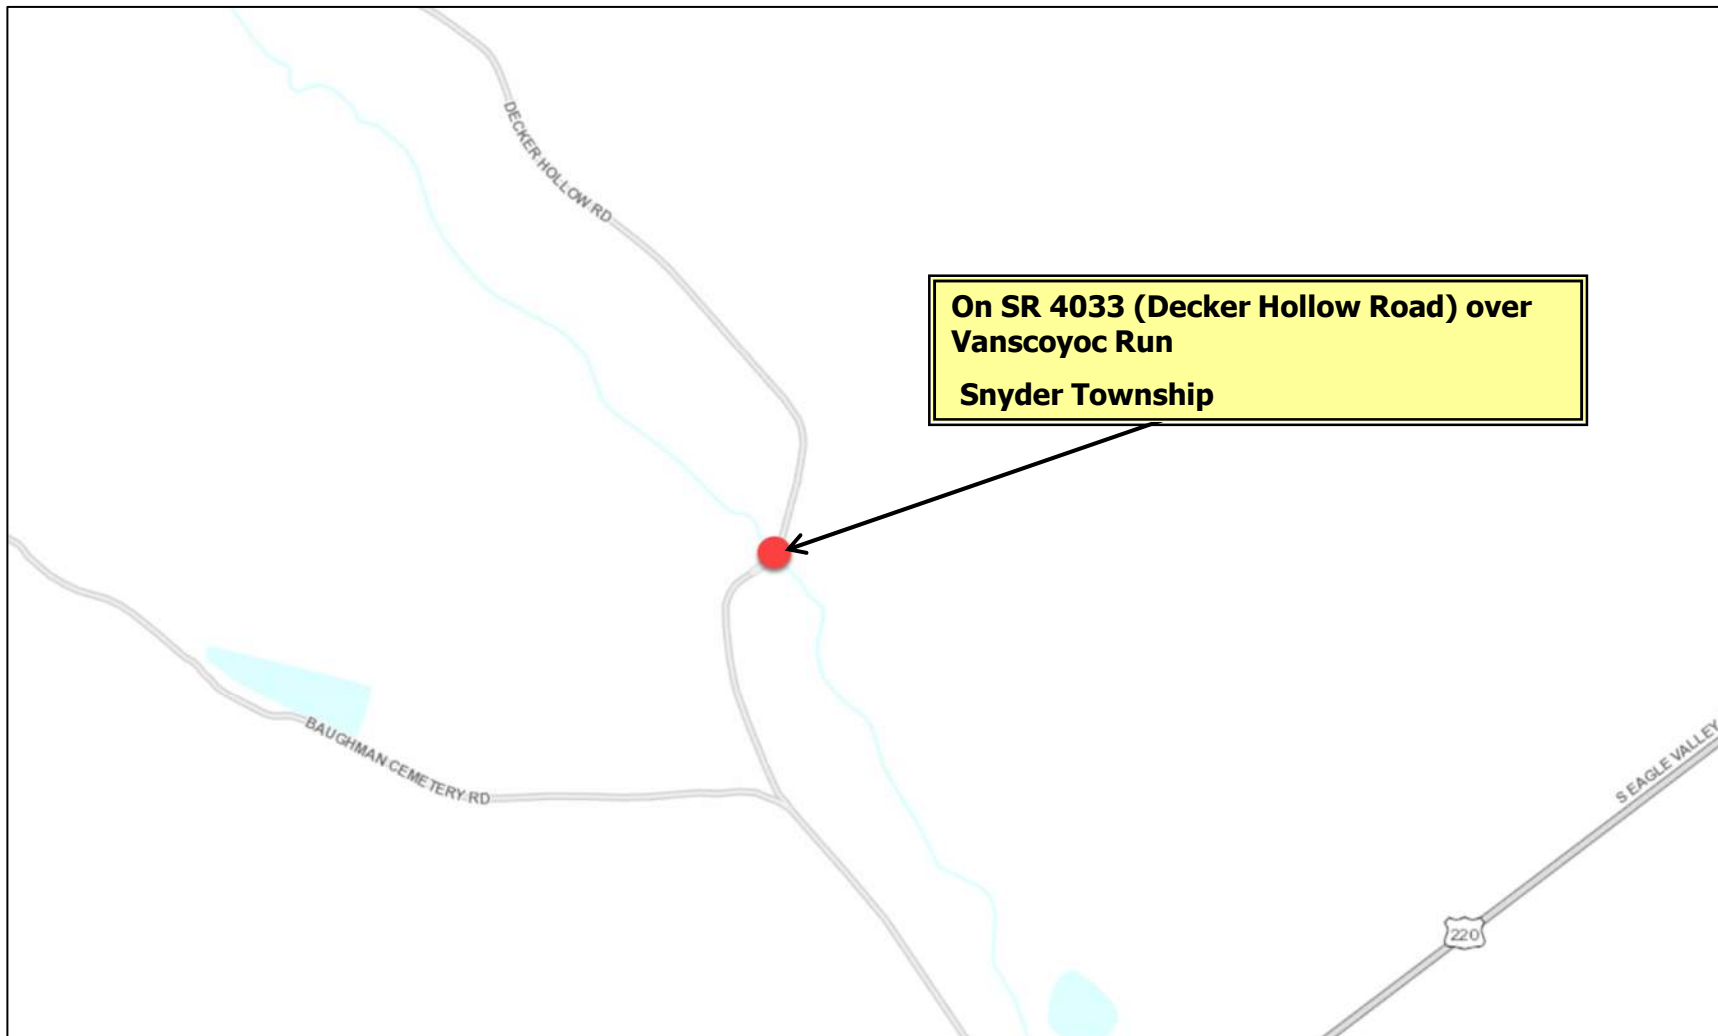 DECKER HOLLOW RD
On SR 4033 (Decker Hollow Road) over
Vanscoyoc Run
Snyder Township
BAUGHMAN CEMETERY RD
S EAGLE VALLEY
220